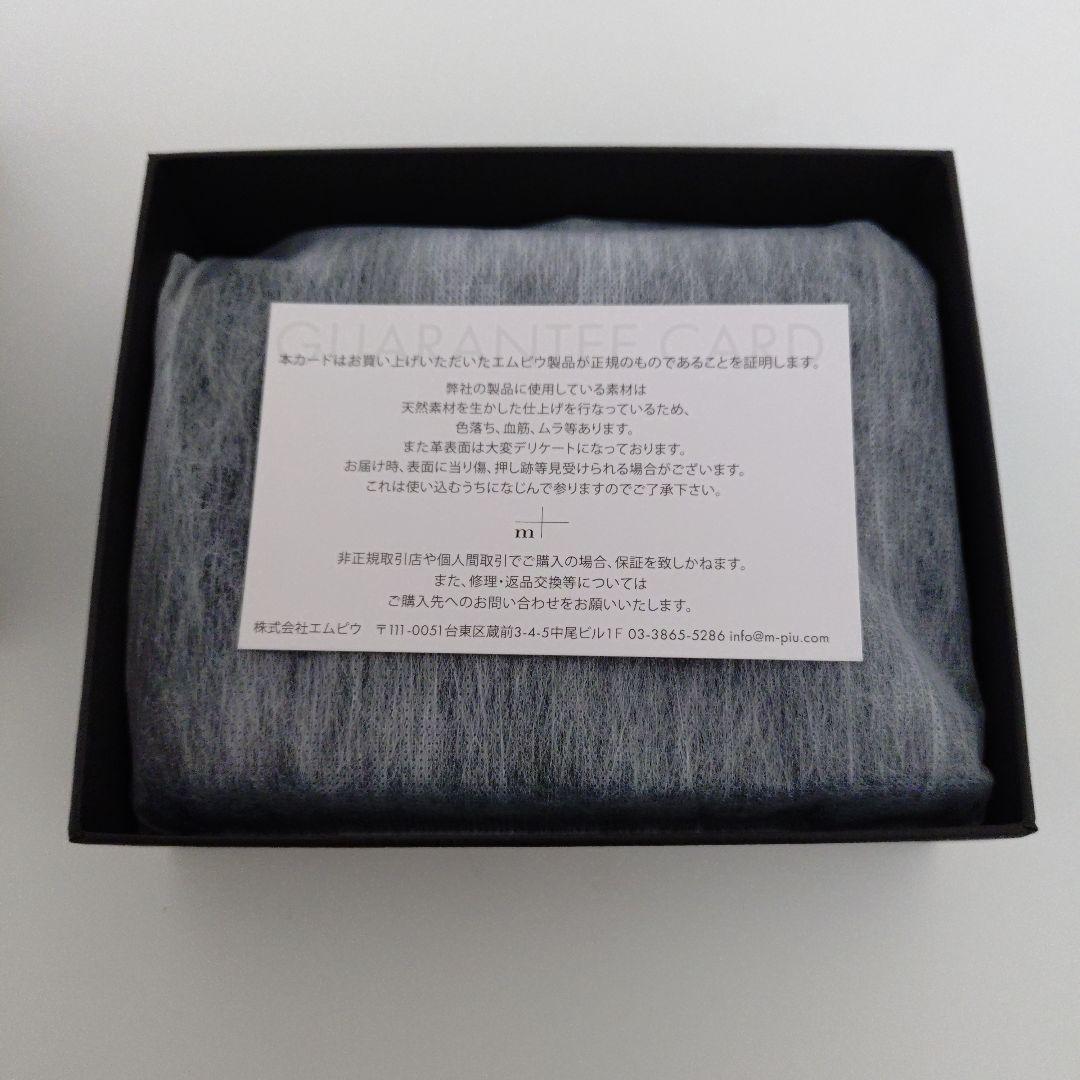 GUARANTEE CARD
本カードはお買い上げいただいたエムピウ製品が正規のものであることを証明します。
弊社の製品に使用している素材は
天然素材を生かした仕上げを行なっているため、
色落ち、血筋、ムラ等あります。
また革表面は大変デリケートになっております。
お届け時、表面に当り傷、押し跡等見受けられる場合がございます。
これは使い込むうちになじんで参りますのでご了承下さい。
m+
非正規取引店や個人間取引でご購入の場合、保証を致しかねます。
また、修理・返品交換等については
ご購入先へのお問い合わせをお願いいたします。
株式会社エムピウ 〒111-0051台東区蔵前3-4-5中尾ビル1F 03-3865-5286 info@m-piu.com